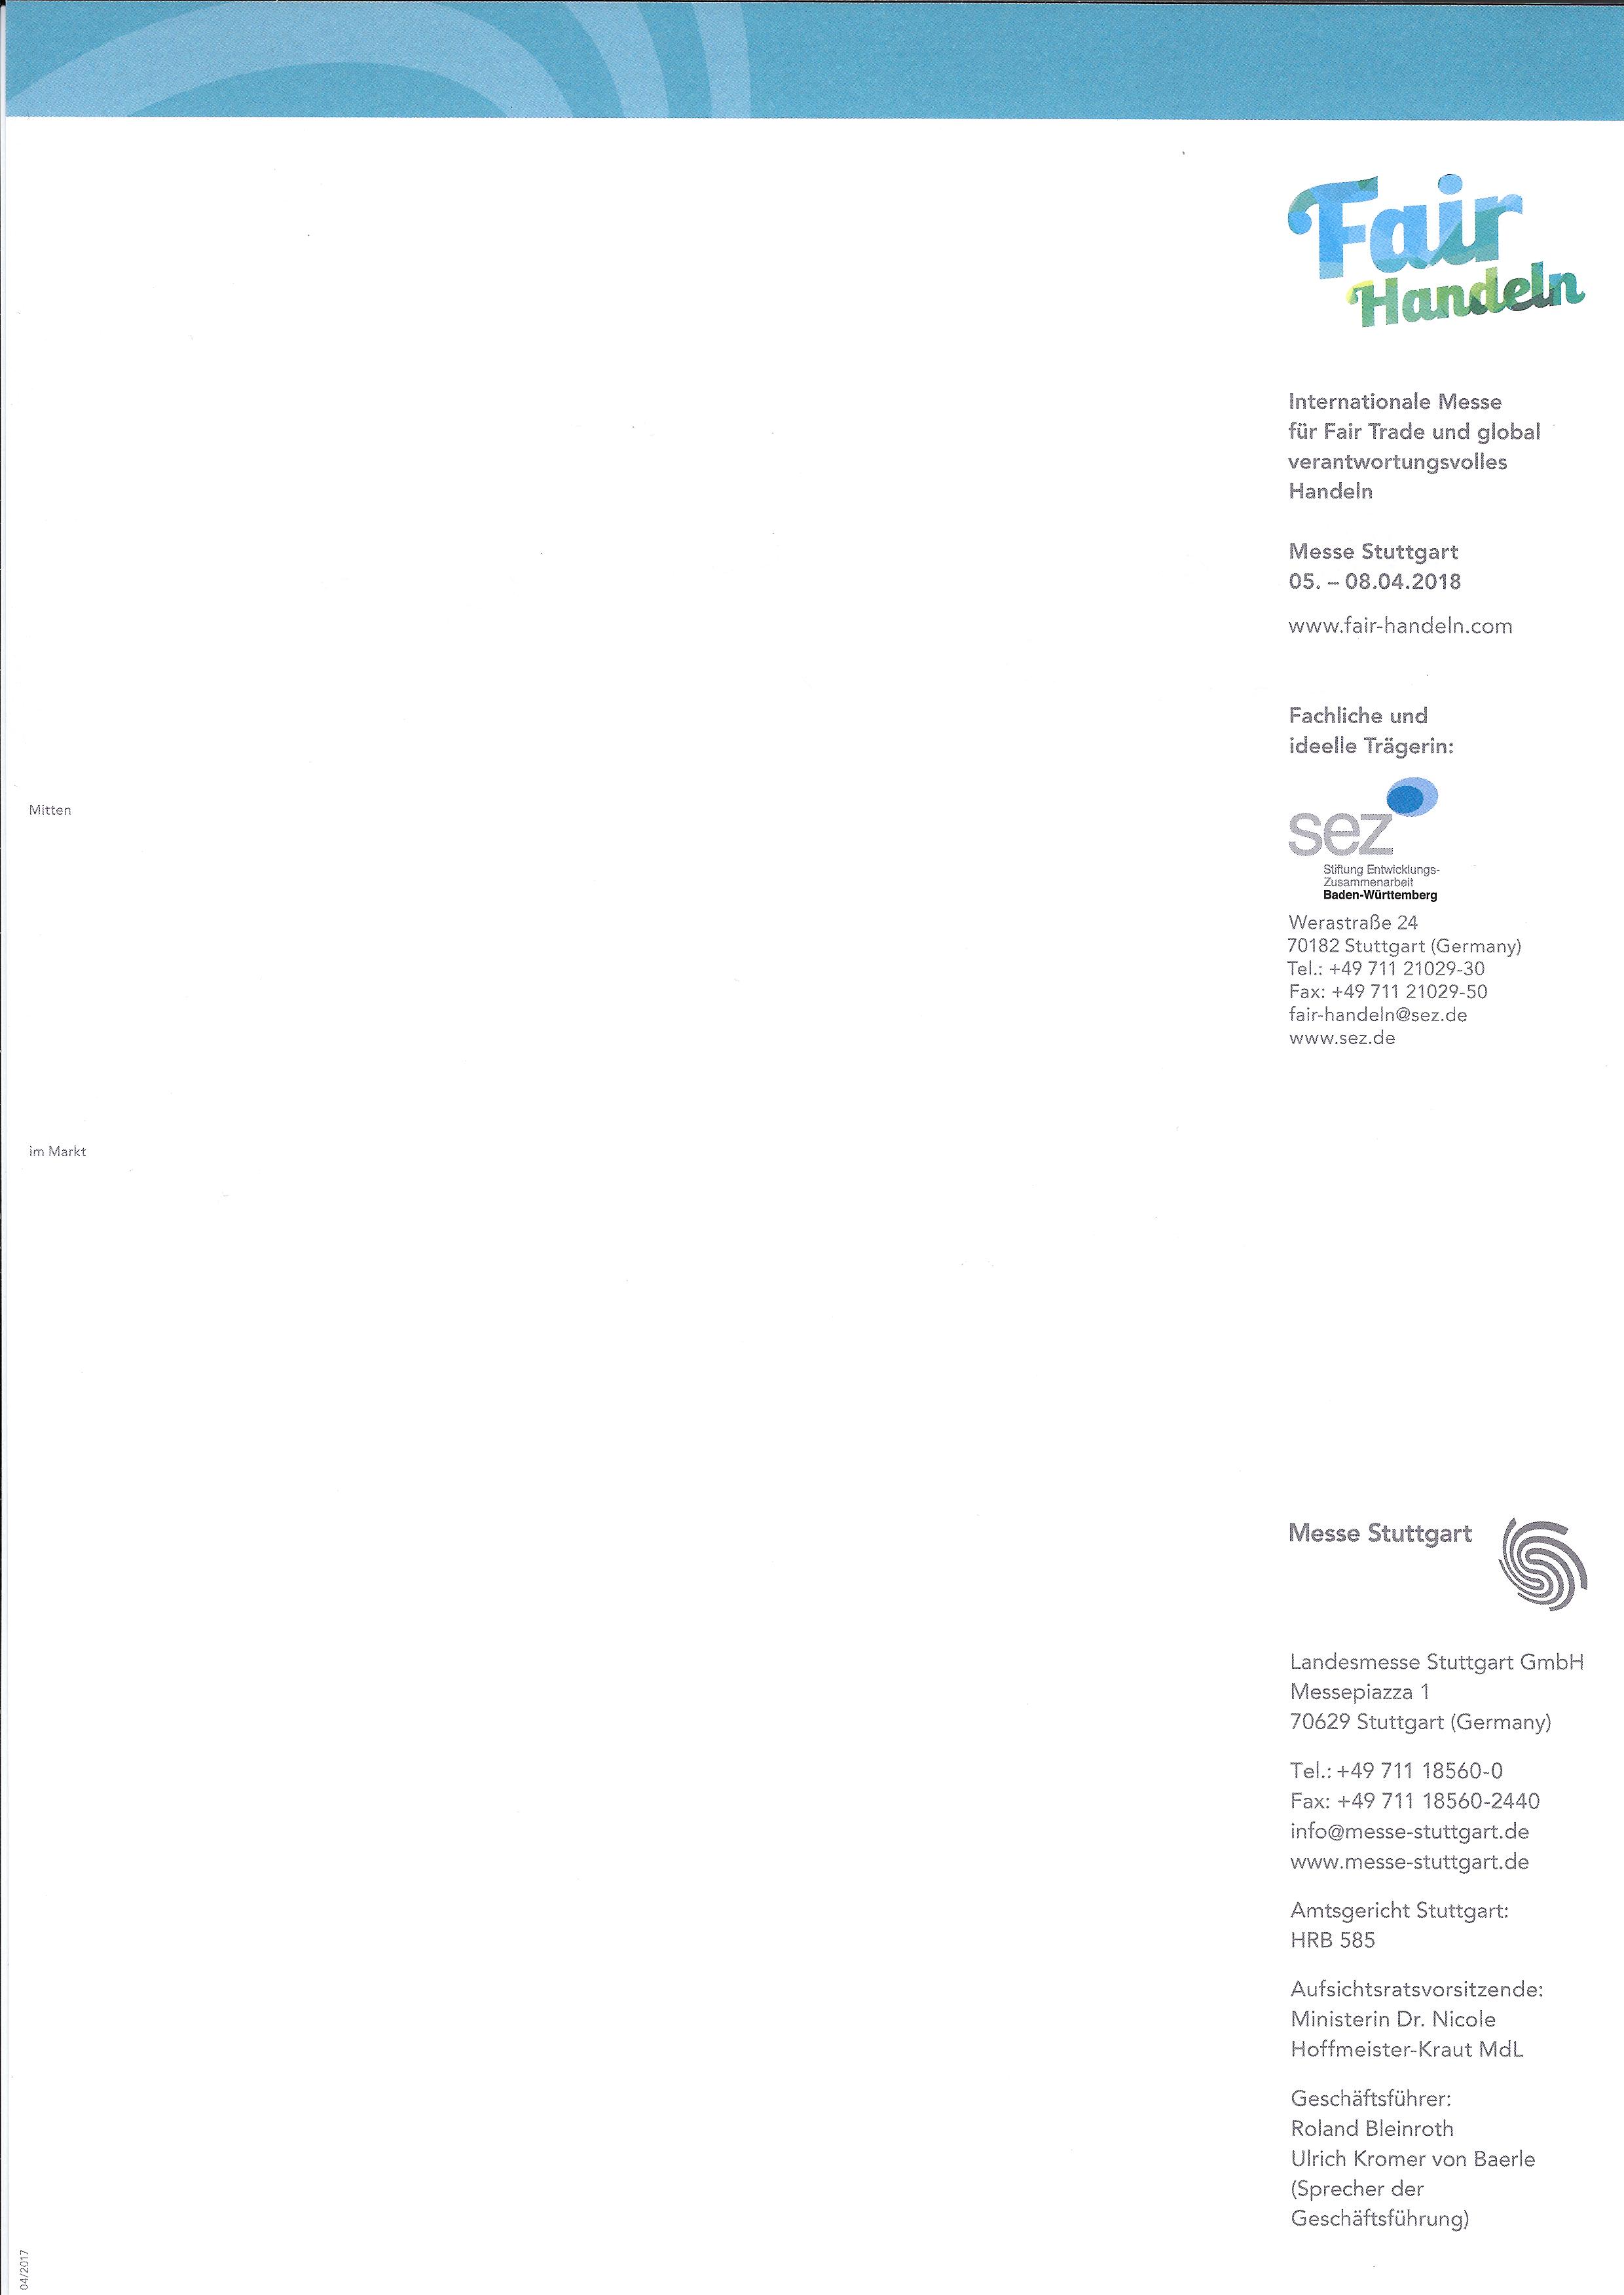 Fair
Handeln
Internationale Messe
für Fair Trade und global
verantwortungsvolles
Handeln
Messe Stuttgart
05. – 08.04.2018
www.fair-handeln.com
Fachliche und
ideelle Trägerin:
Mitten
sez
Stiftung Entwicklungs-
Zusammenarbeit
Baden-Württemberg
Werastraße 24
70182 Stuttgart (Germany)
Tel.: +49 711 21029-30
Fax: +49 711 21029-50
fair-handeln@sez.de
www.sez.de
im Markt
Messe Stuttgart
Landesmesse Stuttgart GmbH
Messepiazza 1
70629 Stuttgart (Germany)
Tel.: +49 711 18560-0
Fax: +49 711 18560-2440
info@messe-stuttgart.de
www.messe-stuttgart.de
Amtsgericht Stuttgart:
HRB 585
Aufsichtsratsvorsitzende:
Ministerin Dr. Nicole
Hoffmeister-Kraut MdL
Geschäftsführer:
Roland Bleinroth
Ulrich Kromer von Baerle
(Sprecher der
Geschäftsführung)
04/2017